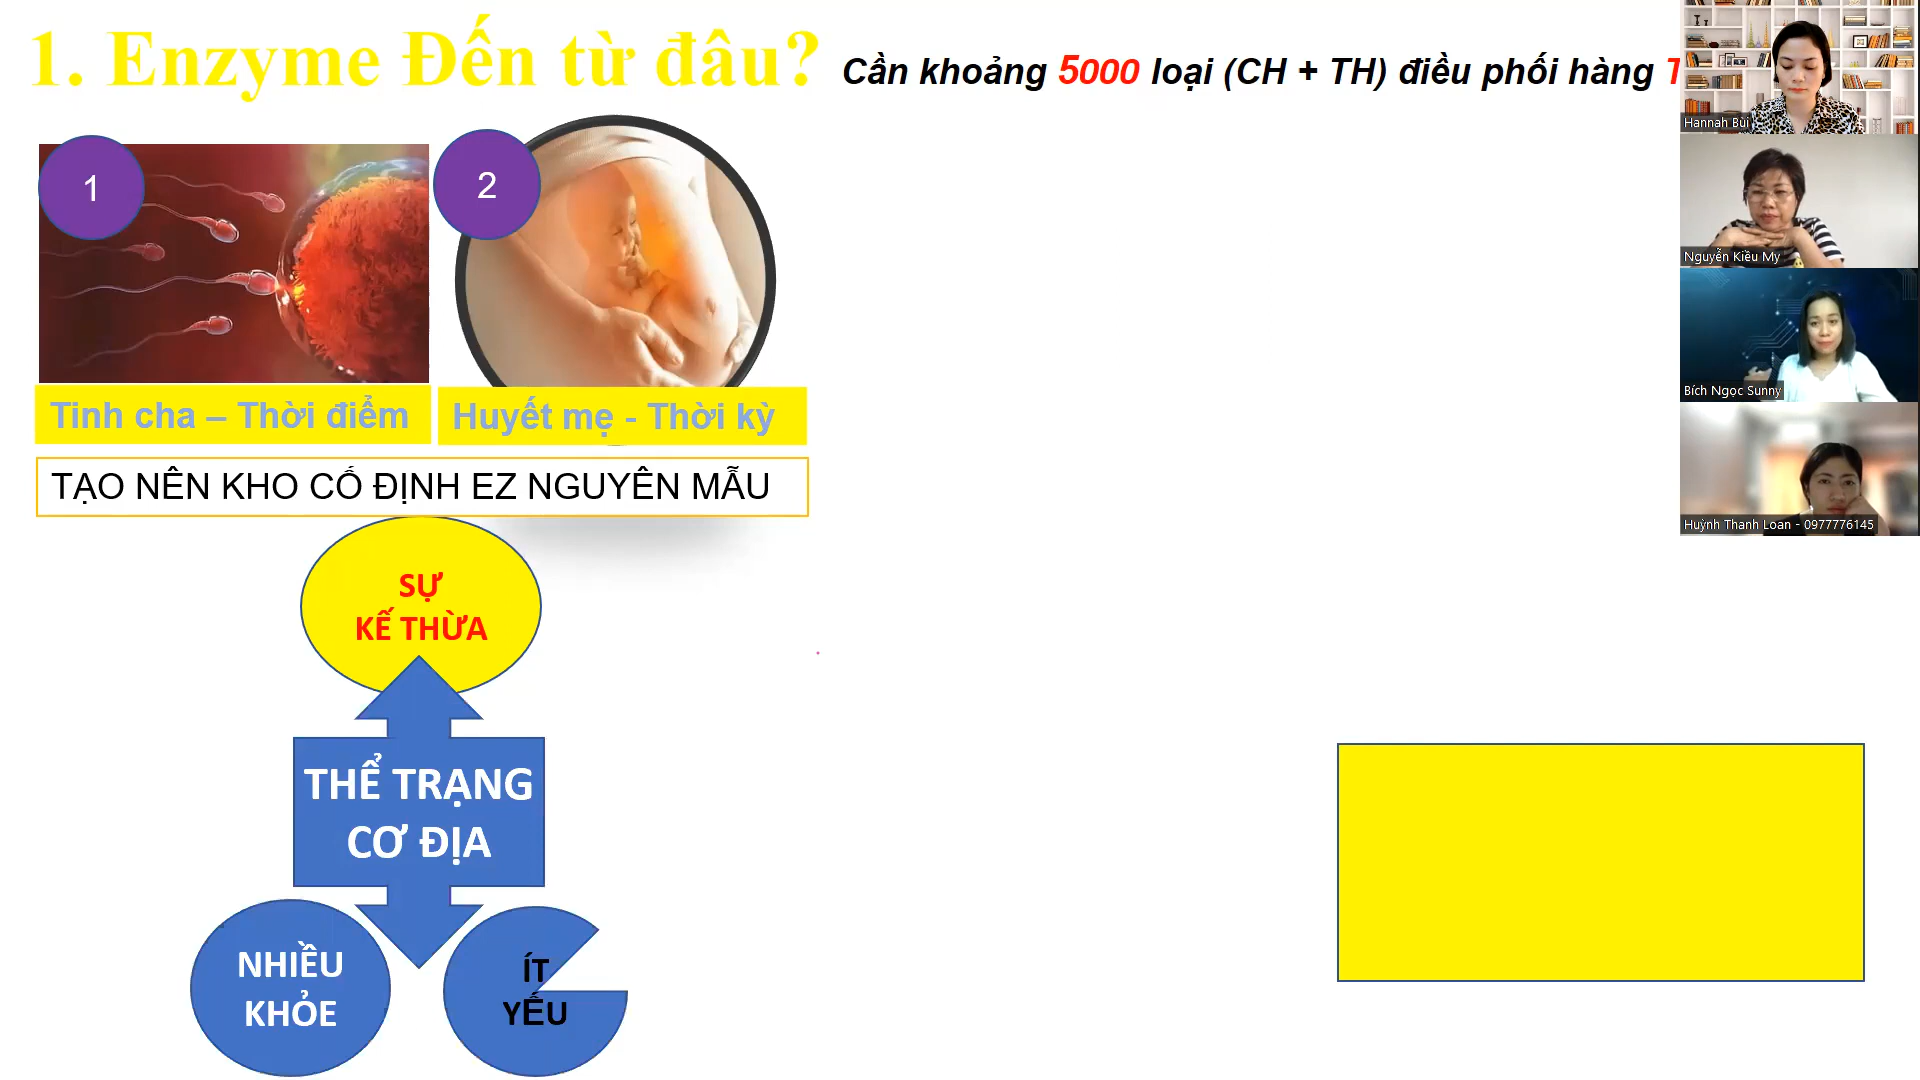 1. Enzyme Đến từ đâu?
Cần khoảng 5000 loại (CH + TH) điều phối hàng T
1
2
Tinh cha – Thời điểm
Huyết mẹ - Thời kỳ
TẠO NÊN KHO CỐ ĐỊNH EZ NGUYÊN MẪU
SỰ
KẾ THỪA
THỂ TRẠNG
CƠ ĐỊA
NHIỀU
KHỎE
ÍT
YẾU
Hannah Bùi
Nguyễn Kiều My
Bích Ngọc Sunny
Huỳnh Thanh Loan - 0977776145